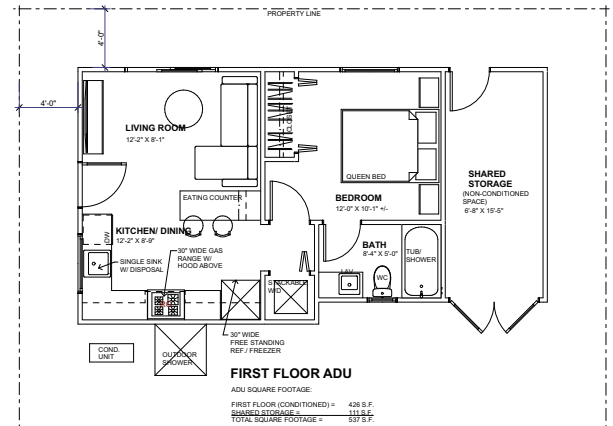 PROPERTY LINE
4'-0"
4'-0"
LIVING ROOM
12'-2" X 8'-1"
CLOSET
QUEEN BED
BEDROOM
12'-0" X 10'-1" +/-
SHARED
STORAGE
(NON-CONDITIONED
SPACE)
6'-8" X 15'-5"
EATING COUNTER
KITCHEN/ DINING
12'-2" X 8'-9"
DW
SINGLE SINK
W/ DISPOSAL
30" WIDE GAS
RANGE W/
HOOD ABOVE
BATH
8'-4" X 5'-0"
TUB/
SHOWER
STACKABLE
W/D
LAV.
WC
30" WIDE
FREE STANDING
REF./ FREEZER
COND.
UNIT
OUTDOOR
SHOWER
FIRST FLOOR ADU
ADU SQUARE FOOTAGE:
FIRST FLOOR (CONDITIONED) = 426 S.F.
SHARED STORAGE = 111 S.F.
TOTAL SQUARE FOOTAGE = 537 S.F.